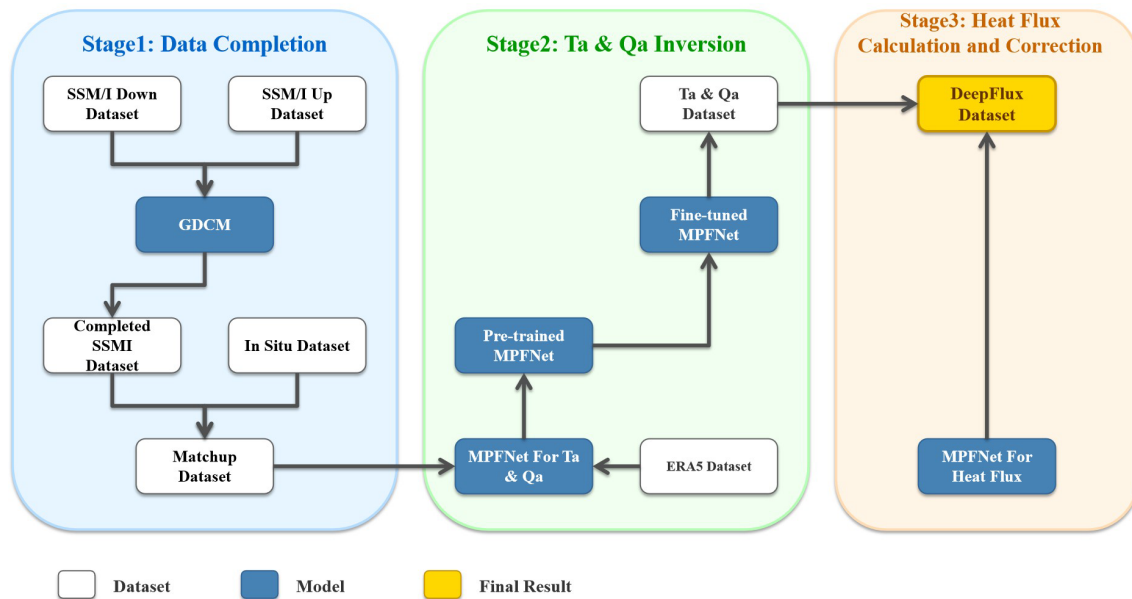 Stage1: Data Completion
SSM/I Down
Dataset
SSM/I Up
Dataset
GDCM
Completed
SSMI
Dataset
In Situ Dataset
Matchup
Dataset
Stage2: Ta & Qa Inversion
Ta & Qa
Dataset
Fine-tuned
MPFNet
Pre-trained
MPFNet
MPFNet For Ta
& Qa
ERA5 Dataset
Stage3: Heat Flux
Calculation and Correction
DeepFlux
Dataset
MPFNet For
Heat Flux
Dataset
Model
Final Result